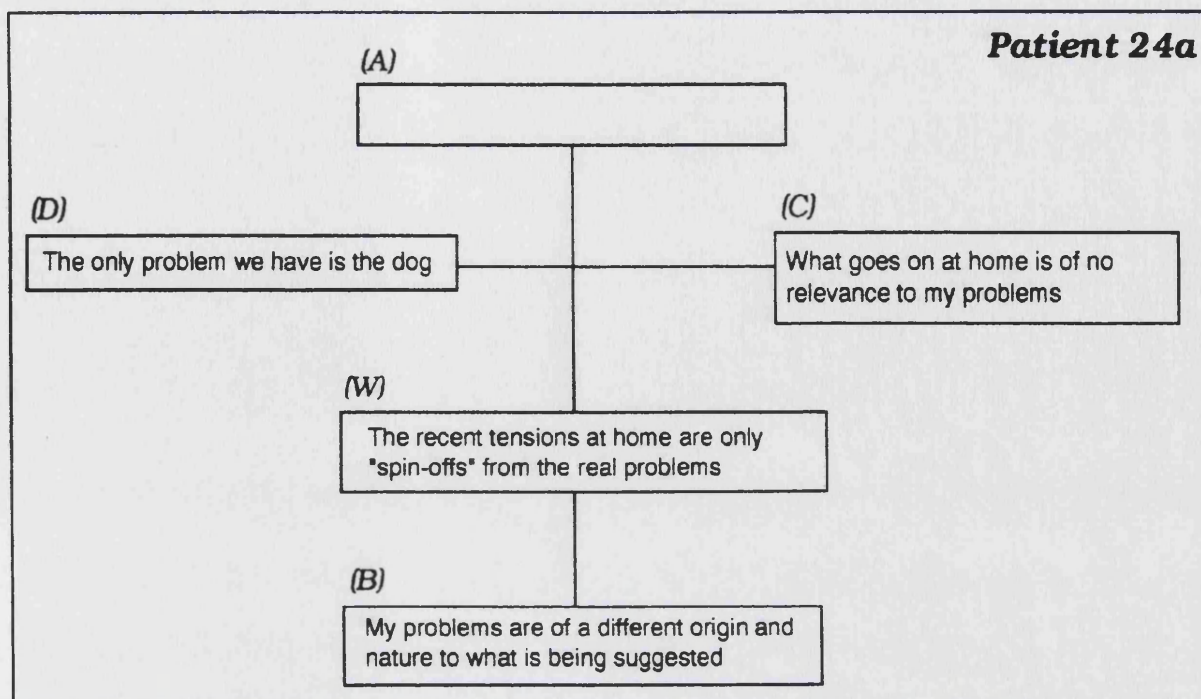 Patient 24a
(A)
(D)
The only problem we have is the dog
(C)
What goes on at home is of no
relevance to my problems
(W)
The recent tensions at home are only
"spin-offs" from the real problems
(B)
My problems are of a different origin and
nature to what is being suggested